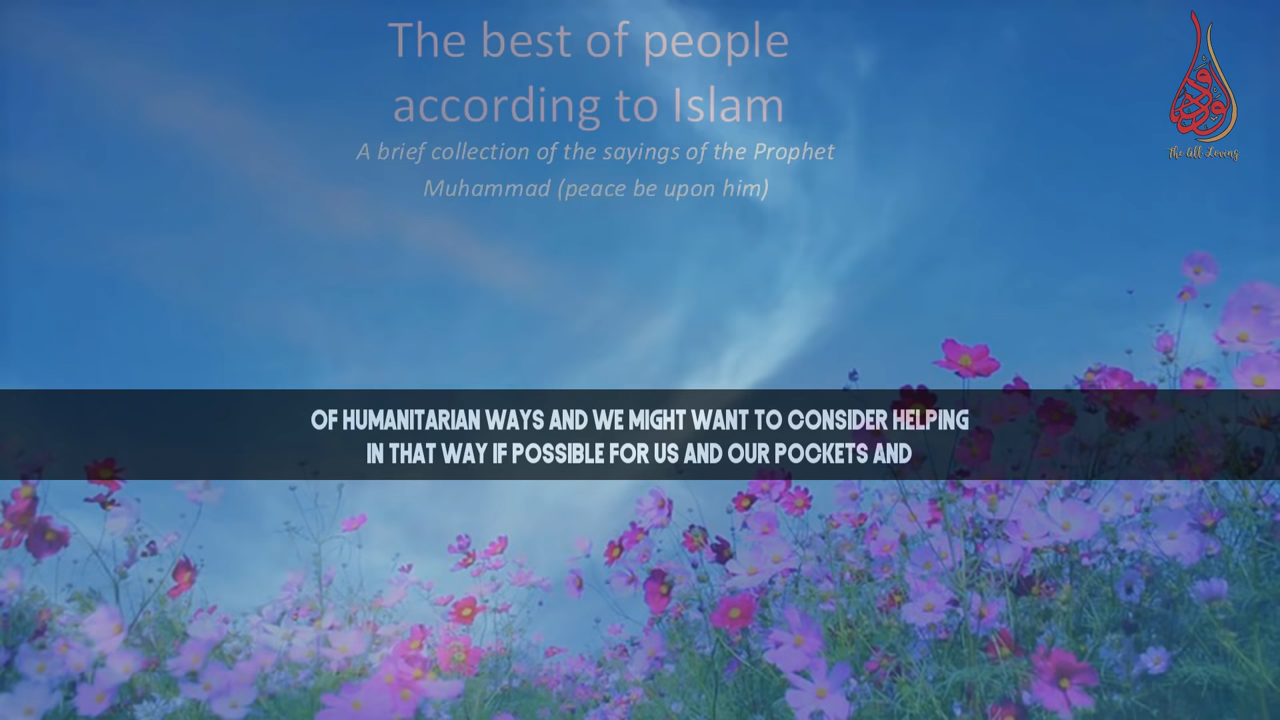 The best of people
according to Islam
A brief collection of the sayings of the Prophet
Muhammad (peace be upon him)
The All Loving
OF HUMANITARIAN WAYS AND WE MIGHT WANT TO CONSIDER HELPING
IN THAT WAY IF POSSIBLE FOR US AND OUR POCKETS AND